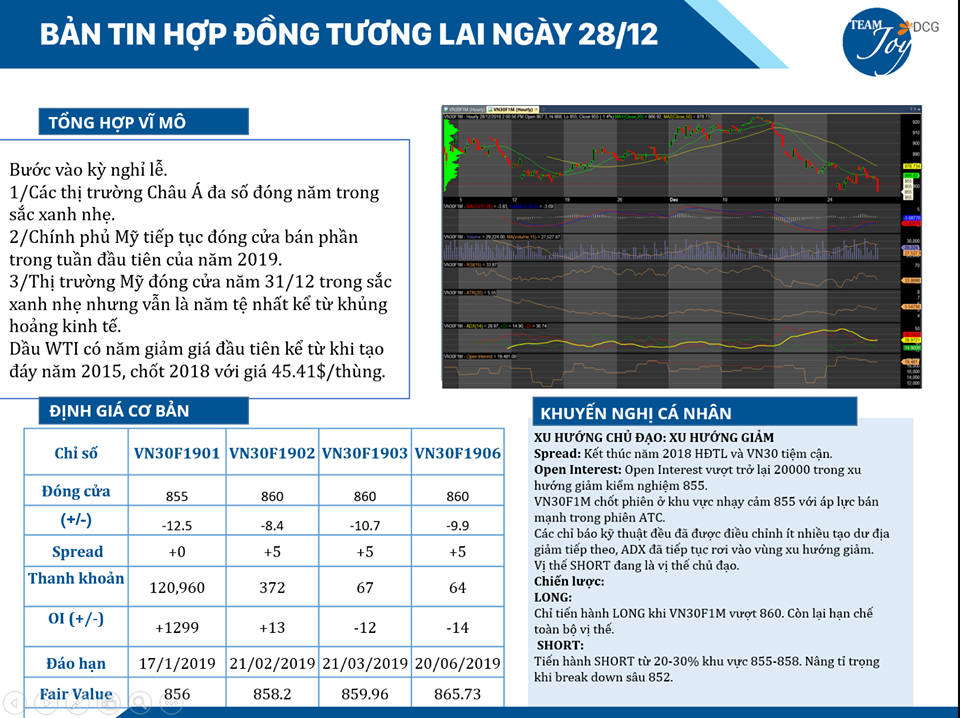 BẢN TIN HỢP ĐỒNG TƯƠNG LAI NGÀY 28/12
TEAM
Joy
DCG
TỔNG HỢP VĨ MÔ
Bước vào kỳ nghỉ lễ.
1/Các thị trường Châu Á đa số đóng năm trong
sắc xanh nhẹ.
2/Chính phủ Mỹ tiếp tục đóng cửa bán phần
trong tuần đầu tiên của năm 2019.
3/Thị trường Mỹ đóng cửa năm 31/12 trong sắc
xanh nhẹ nhưng vẫn là năm tệ nhất kể từ khủng
hoảng kinh tế.
Dầu WTI có năm giảm giá đầu tiên kể từ khi tạo
đáy năm 2015, chốt 2018 với giá 45.41$/thùng.
ĐỊNH GIÁ CƠ BẢN
Chỉ số VN30F1901 VN30F1902 VN30F1903 VN30F1906
Đóng cửa 855 860 860 860
(+/-) -12.5 -8.4 -10.7 -9.9
Spread +0 +5 +5 +5
Thanh khoản 120,960 372 67 64
OI (+/-) +1299 +13 -12 -14
Đáo hạn 17/1/2019 21/02/2019 21/03/2019 20/06/2019
Fair Value 856 858.2 859.96 865.73
KHUYẾN NGHỊ CÁ NHÂN
XU HƯỚNG CHỦ ĐẠO: XU HƯỚNG GIẢM
Spread: Kết thúc năm 2018 HĐTL và VN30 tiệm cận.
Open Interest: Open Interest vượt trở lại 20000 trong xu
hướng giảm kiểm nghiệm 855.
VN30F1M chốt phiên ở khu vực nhạy cảm 855 với áp lực bán
mạnh trong phiên ATC.
Các chỉ báo kỹ thuật đều đã được điều chỉnh ít nhiều tạo dư địa
giảm tiếp theo, ADX đã tiếp tục rơi vào vùng xu hướng giảm.
Vị thế SHORT đang là vị thế chủ đạo.
Chiến lược:
LONG:
Chỉ tiến hành LONG khi VN30F1M vượt 860. Còn lại hạn chế
toàn bộ vị thế.
SHORT:
Tiến hành SHORT từ 20-30% khu vực 855-858. Nâng tỉ trọng
khi break down sâu 852.